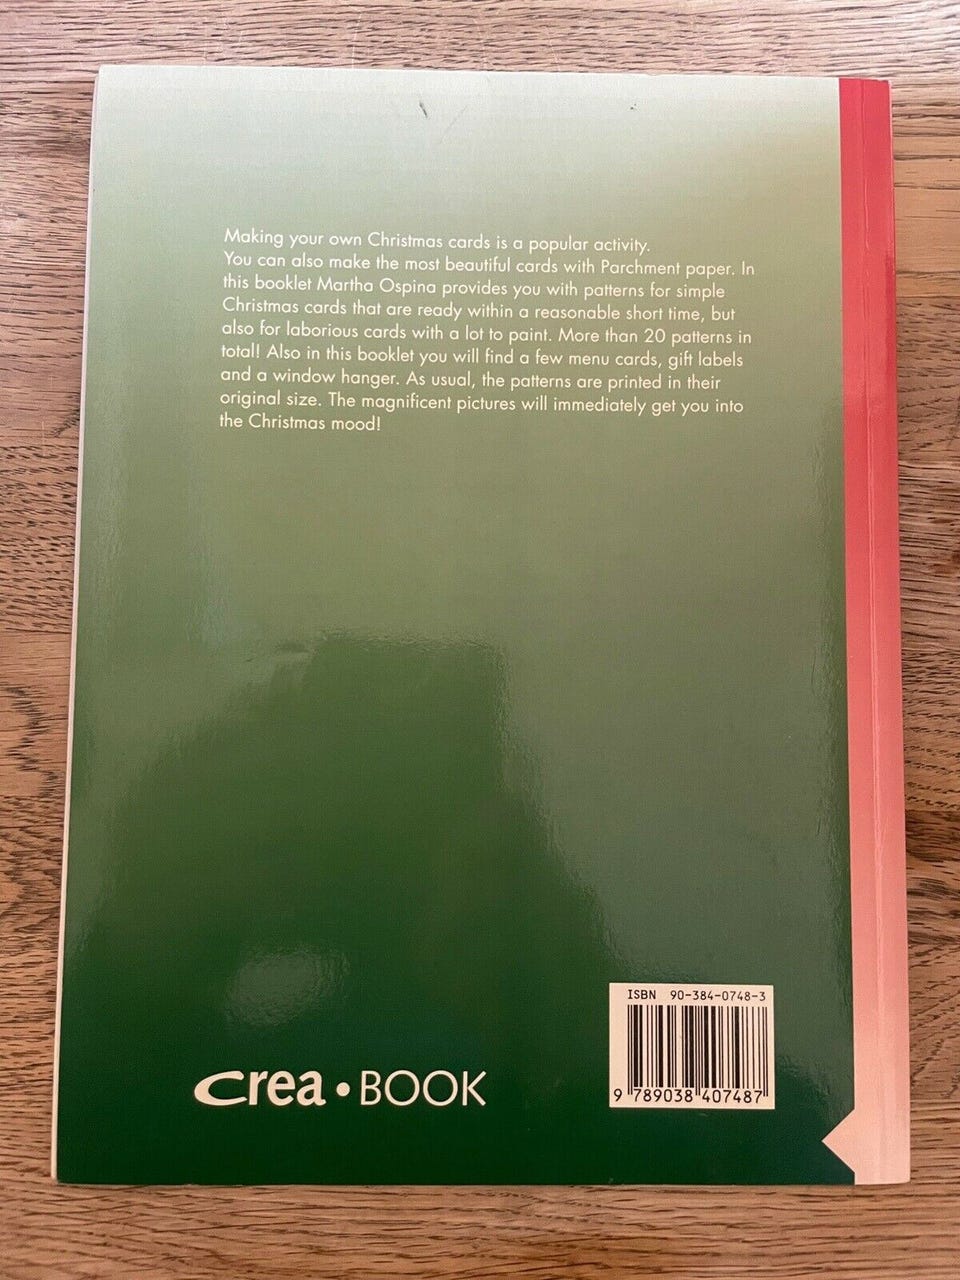 Making your own Christmas cards is a popular activity.
You can also make the most beautiful cards with Parchment paper. In
this booklet Martha Ospina provides you with patterns for simple
Christmas cards that are ready within a reasonable short time, but
also for laborious cards with a lot to paint. More than 20 patterns in
total! Also in this booklet you will find a few menu cards, gift labels
and a window hanger. As usual, the patterns are printed in their
original size. The magnificent pictures will immediately get you into
the Christmas mood!
crea • BOOK
ISBN 90-384-0748-3
9 789038 407487